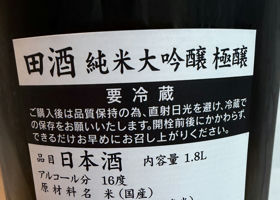 田酒 純米大吟醸 極醸
要冷蔵
ご購入後は品質保持の為、直射日光を避け、冷蔵で
の保存をお願いいたします。開栓前後にかかわらず、
できるだけお早めにお召し上がりください。
品目 日本酒 内容量 1.8L
アルコール分 16度
原材料名 米(国産)